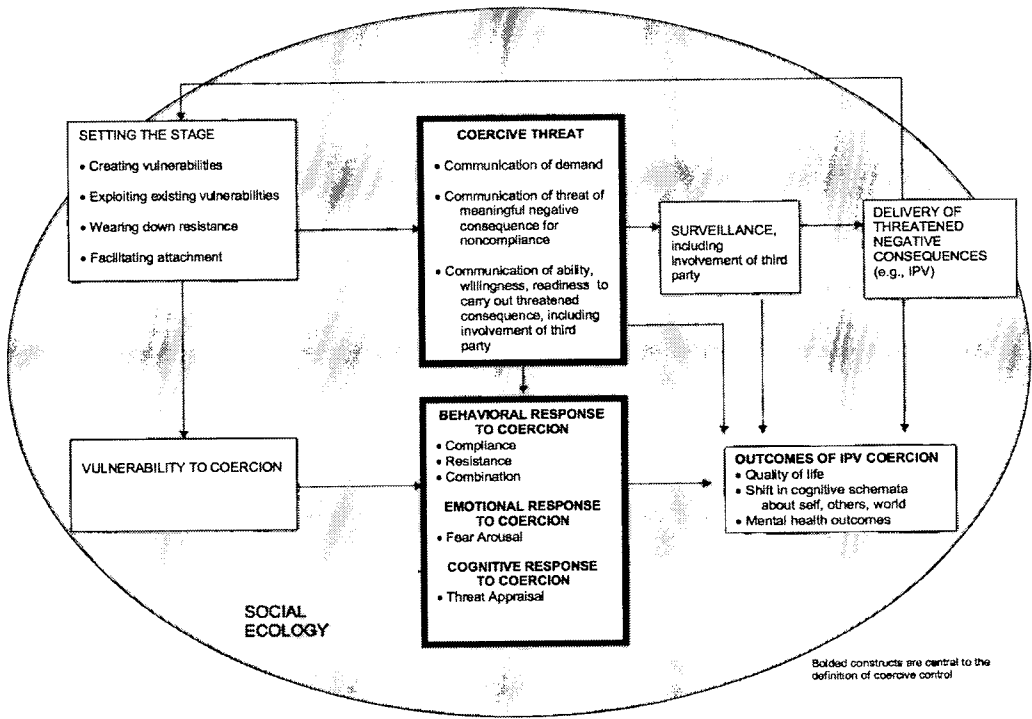 SETTING THE STAGE
• Creating vulnerabilities
• Exploiting existing vulnerabilities
• Wearing down resistance
• Facilitating attachment
COERCIVE THREAT
• Communication of demand
• Communication of threat of
meaningful negative
consequence for
noncompliance
• Communication of ability,
willingness, readiness to
carry out threatened
consequence, including
involvement of third
party
SURVEILLANCE,
including
involvement of third
party
DELIVERY OF
THREATENED
NEGATIVE
CONSEQUENCES
(e.g., IPV)
VULNERABILITY TO COERCION
BEHAVIORAL RESPONSE
TO COERCION
• Compliance
• Resistance
• Combination
EMOTIONAL RESPONSE
TO COERCION
• Fear Arousal
COGNITIVE RESPONSE
TO COERCION
• Threat Appraisal
OUTCOMES OF IPV COERCION
• Quality of life
• Shift in cognitive schemata
about self, others, world
• Mental health outcomes
SOCIAL
ECOLOGY
Bolded constructs are central to the
definition of coercive control